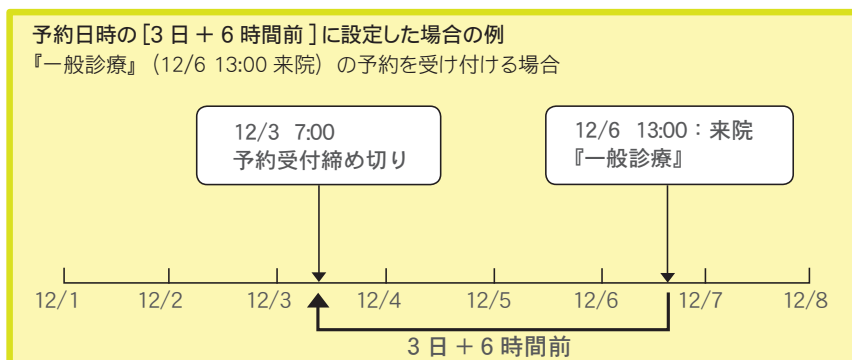 予約日時の[3 日 + 6 時間前]に設定した場合の例
『一般診療』(12/6 13:00 来院)の予約を受け付ける場合
12/3 7:00
予約受付締め切り
12/6 13:00:来院
『一般診療』
12/1 12/2 12/3 12/4 12/5 12/6 12/7 12/8
3 日 + 6 時間前